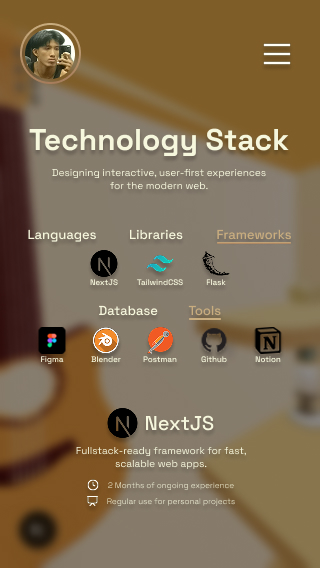 Technology Stack
Designing interactive, user-first experiences
for the modern web.
Languages Libraries Frameworks
NextJS TailwindCSS Flask
Database Tools
Figma Blender Postman Github Notion
NextJS
Fullstack-ready framework for fast,
scalable web apps.
2 Months of ongoing experience
Regular use for personal projects